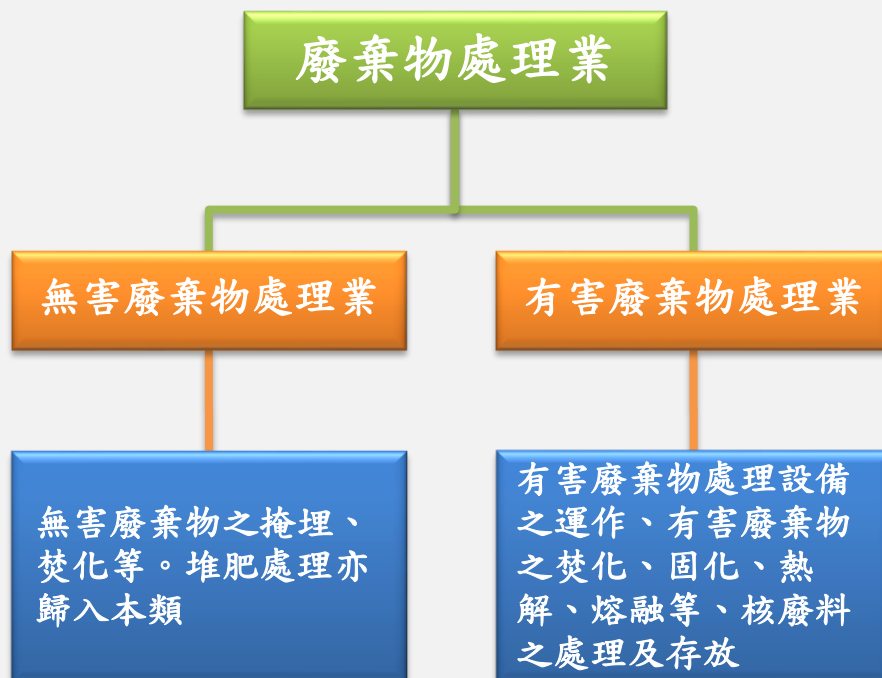 廢棄物處理業
無害廢棄物處理業
有害廢棄物處理業
無害廢棄物之掩埋、
焚化等。堆肥處理亦
歸入本類
有害廢棄物處理設備
之運作、有害廢棄物
之焚化、固化、熱
解、熔融等、核廢料
之處理及存放